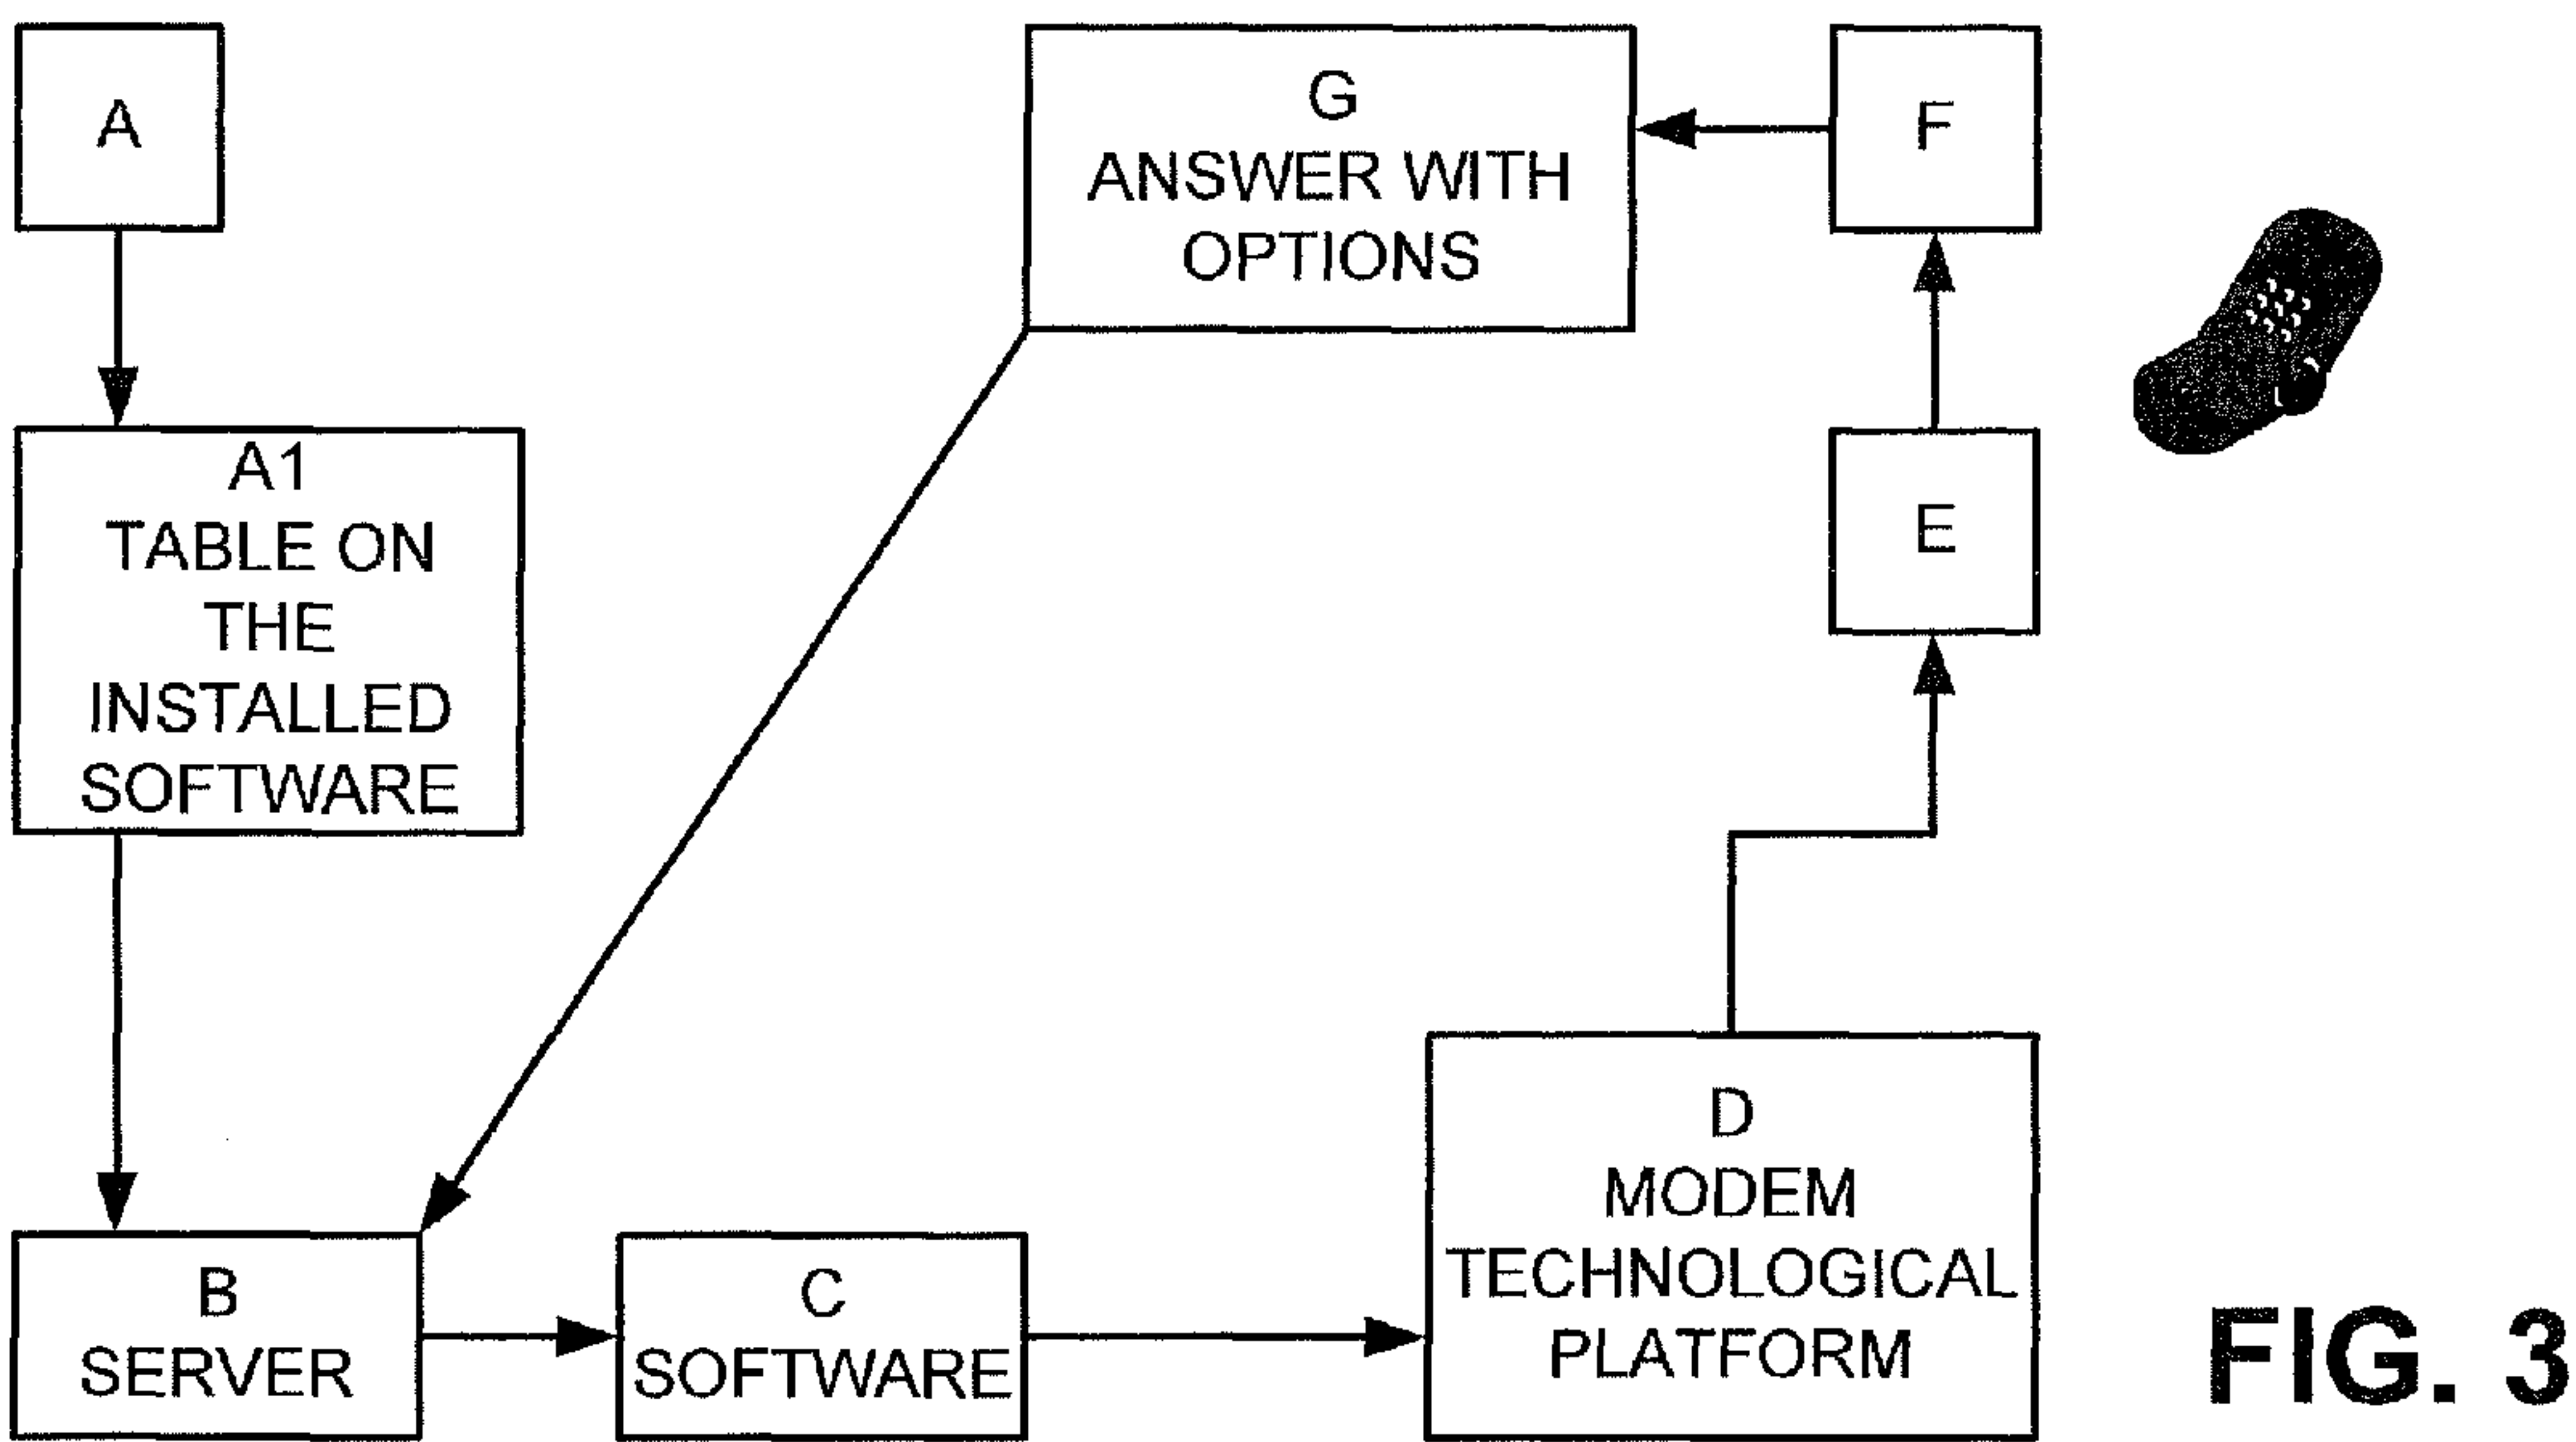 A
A1
TABLE ON
THE
INSTALLED
SOFTWARE
B
SERVER
C
SOFTWARE
D
MODEM
TECHNOLOGICAL
PLATFORM
E
F
G
ANSWER WITH
OPTIONS
FIG. 3